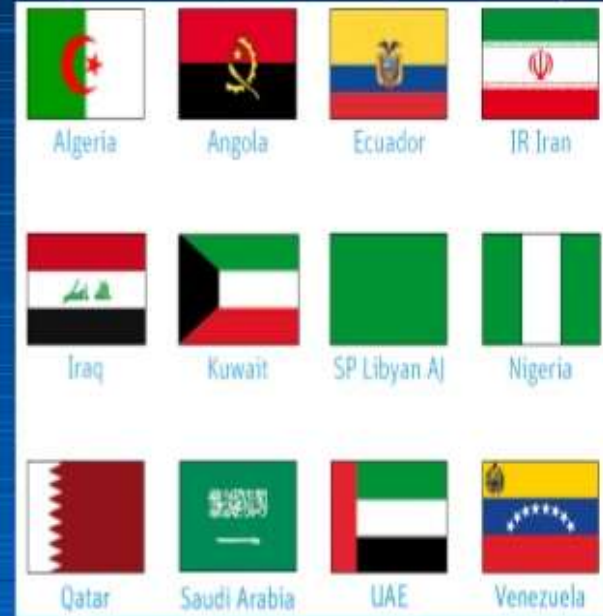 Algeria
Angola
Ecuador
IR Iran
Iraq
Kuwait
SP Libyan AJ
Nigeria
Qatar
Saudi Arabia
UAE
Venezuela